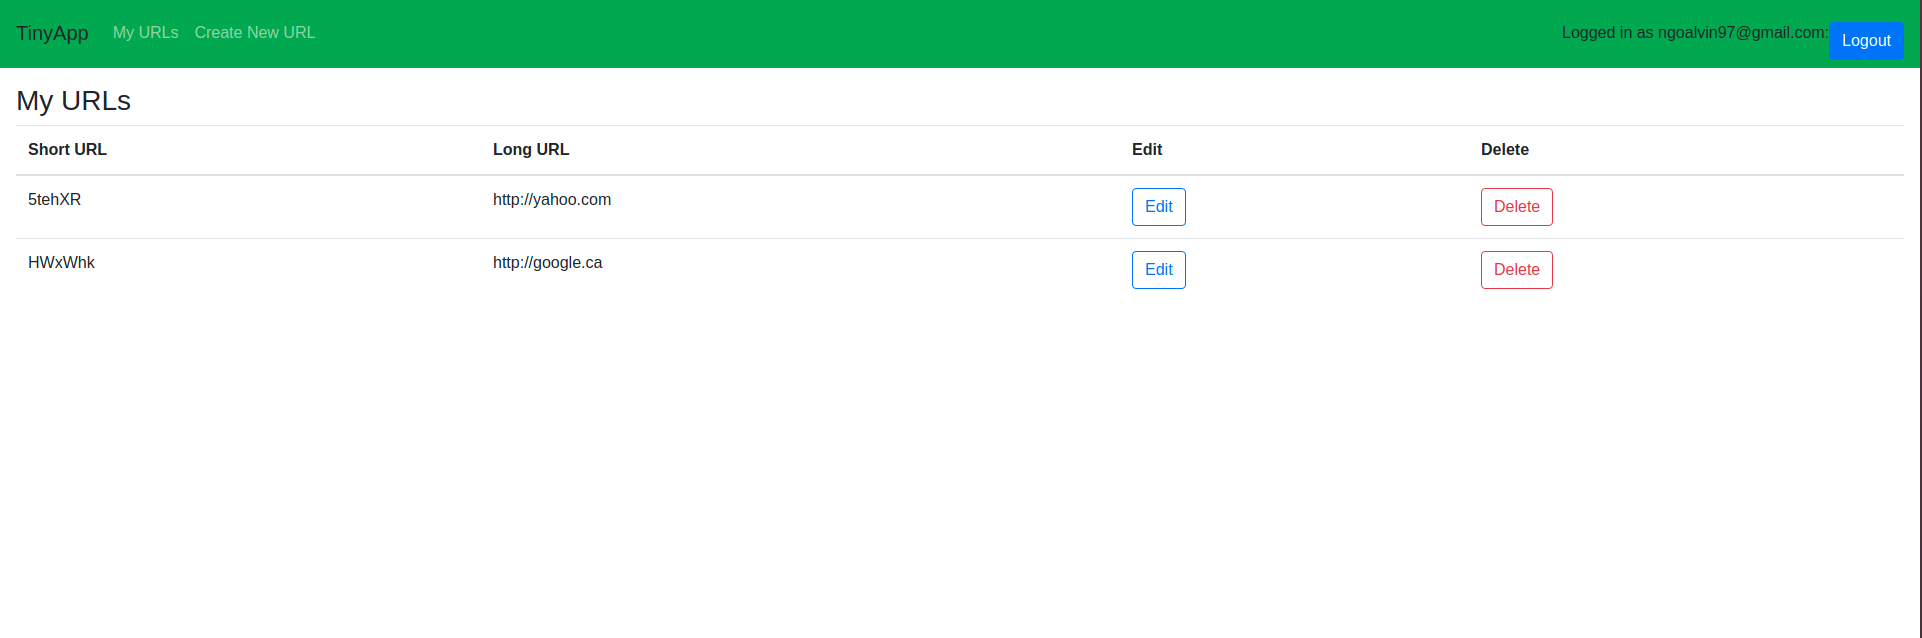 TinyApp My URLs Create New URL Logged in as ngoalvin97@gmail.com: Logout
My URLs
Short URL Long URL Edit Delete
5tehXR http://yahoo.com Edit Delete
HWxWhk http://google.ca Edit Delete